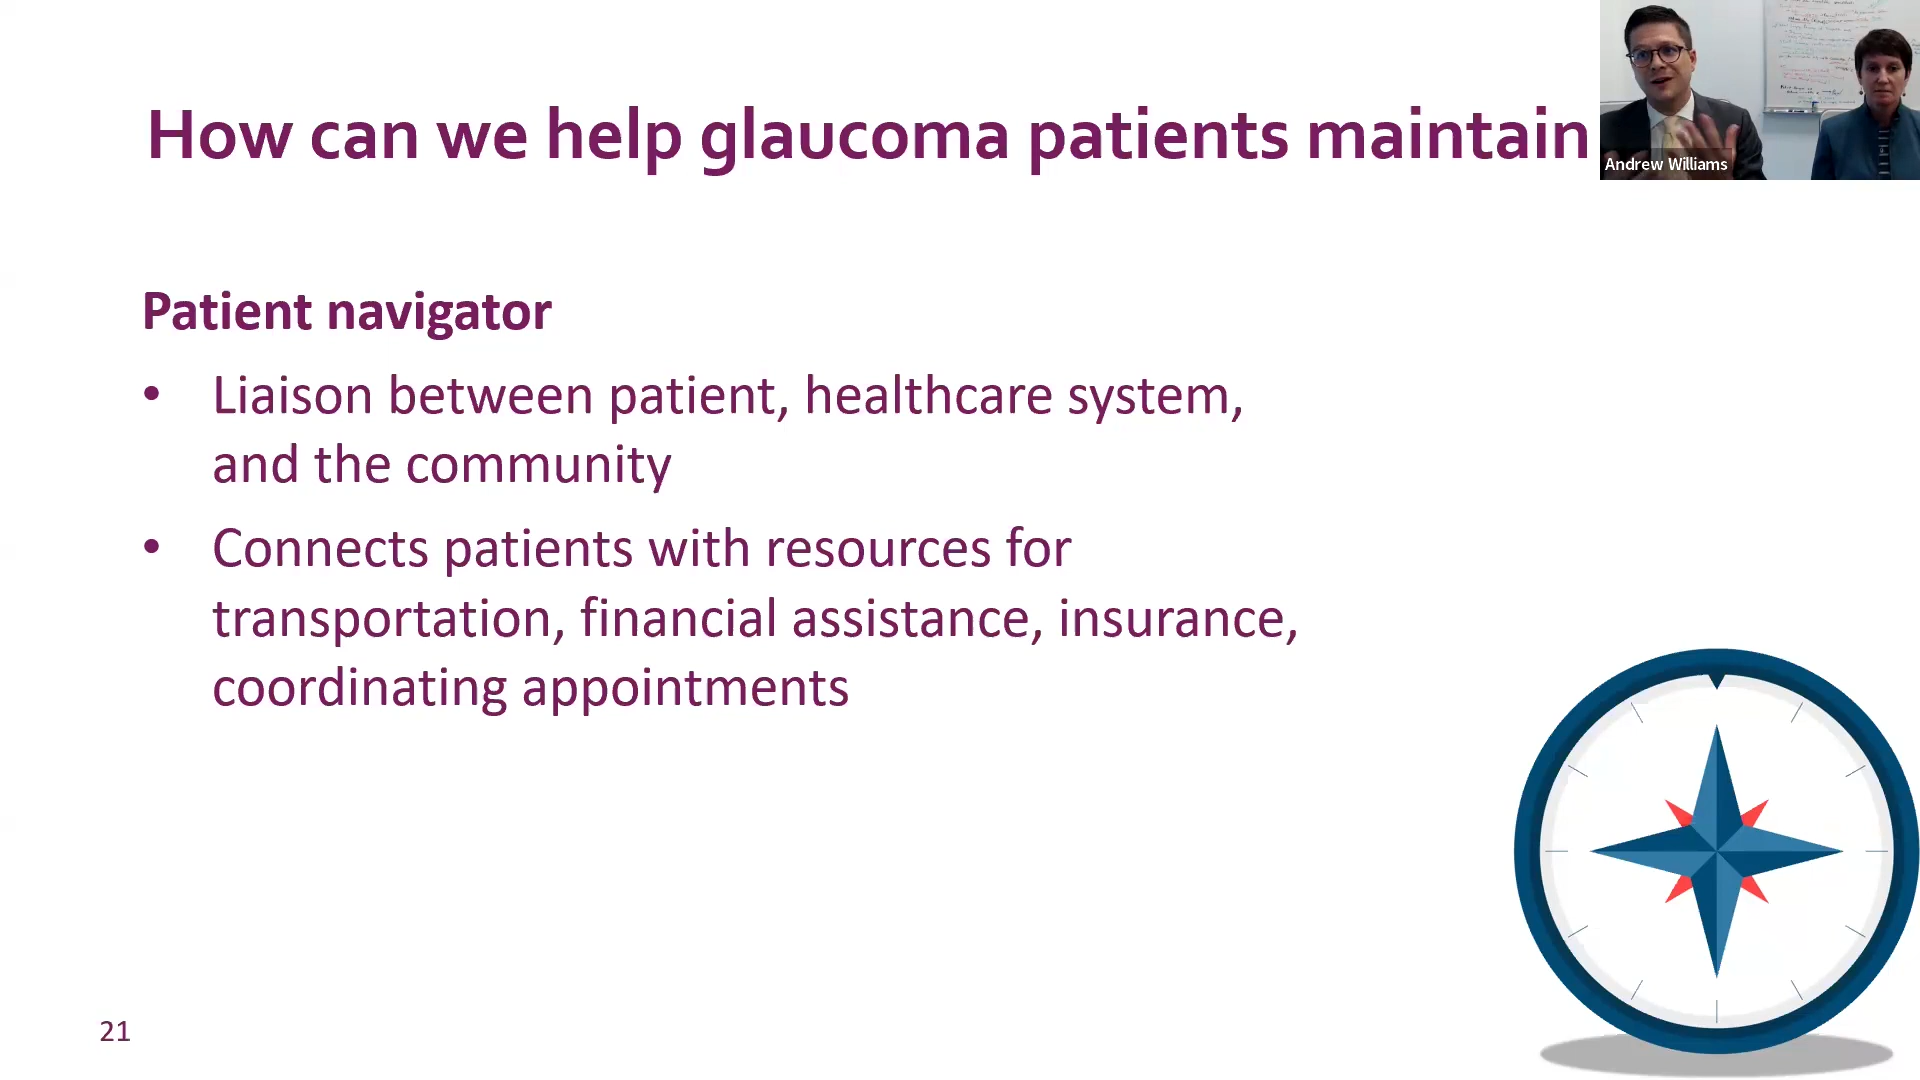 How can we help glaucoma patients maintain
Andrew Williams
Patient navigator
• Liaison between patient, healthcare system,
and the community
• Connects patients with resources for
transportation, financial assistance, insurance,
coordinating appointments
21